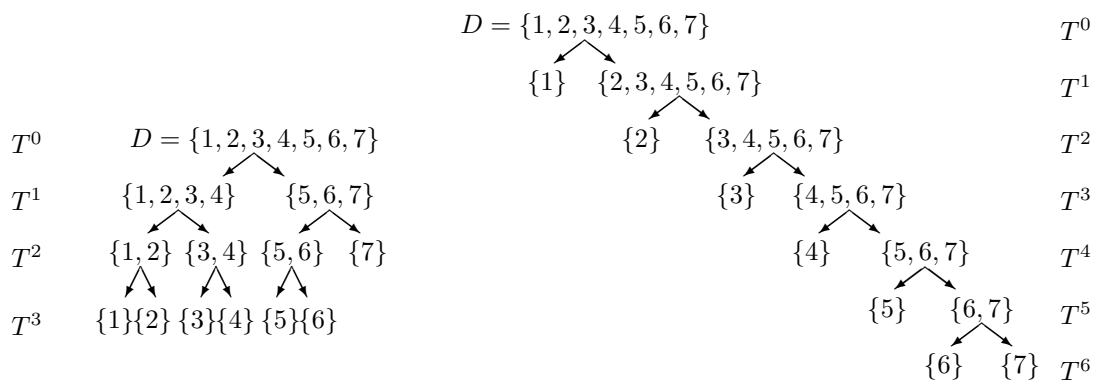 D = {1, 2, 3, 4, 5, 6, 7} T^0
{1} {2, 3, 4, 5, 6, 7} T^1
T^0 D = {1, 2, 3, 4, 5, 6, 7} {2} {3, 4, 5, 6, 7} T^2
T^1 {1, 2, 3, 4} {5, 6, 7} {3} {4, 5, 6, 7} T^3
T^2 {1, 2} {3, 4} {5, 6} {7} {4} {5, 6, 7} T^4
T^3 {1}{2} {3}{4} {5}{6} {5} {6, 7} T^5
{6} {7} T^6